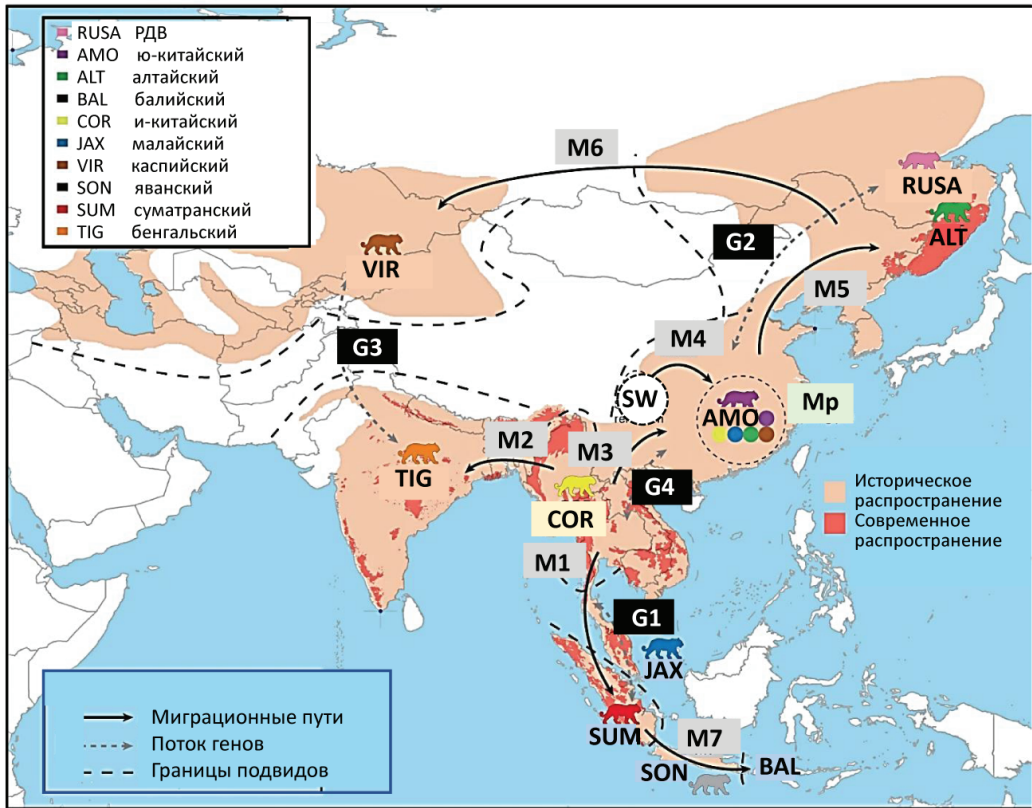 RUSA РДВ
AMO ю-китайский
ALT алтайский
BAL балийский
COR и-китайский
JAX малайский
VIR каспийский
SON яванский
SUM суматранский
TIG бенгальский
M6
RUSA
ALT
G2
VIR
M5
G3
M4
SW
Mp
AMO
M2
M3
TIG
G4
COR
Историческое
распространение
Современное
распространение
M1
G1
JAX
SUM
M7
SON
BAL
Миграционные пути
Поток генов
Границы подвидов